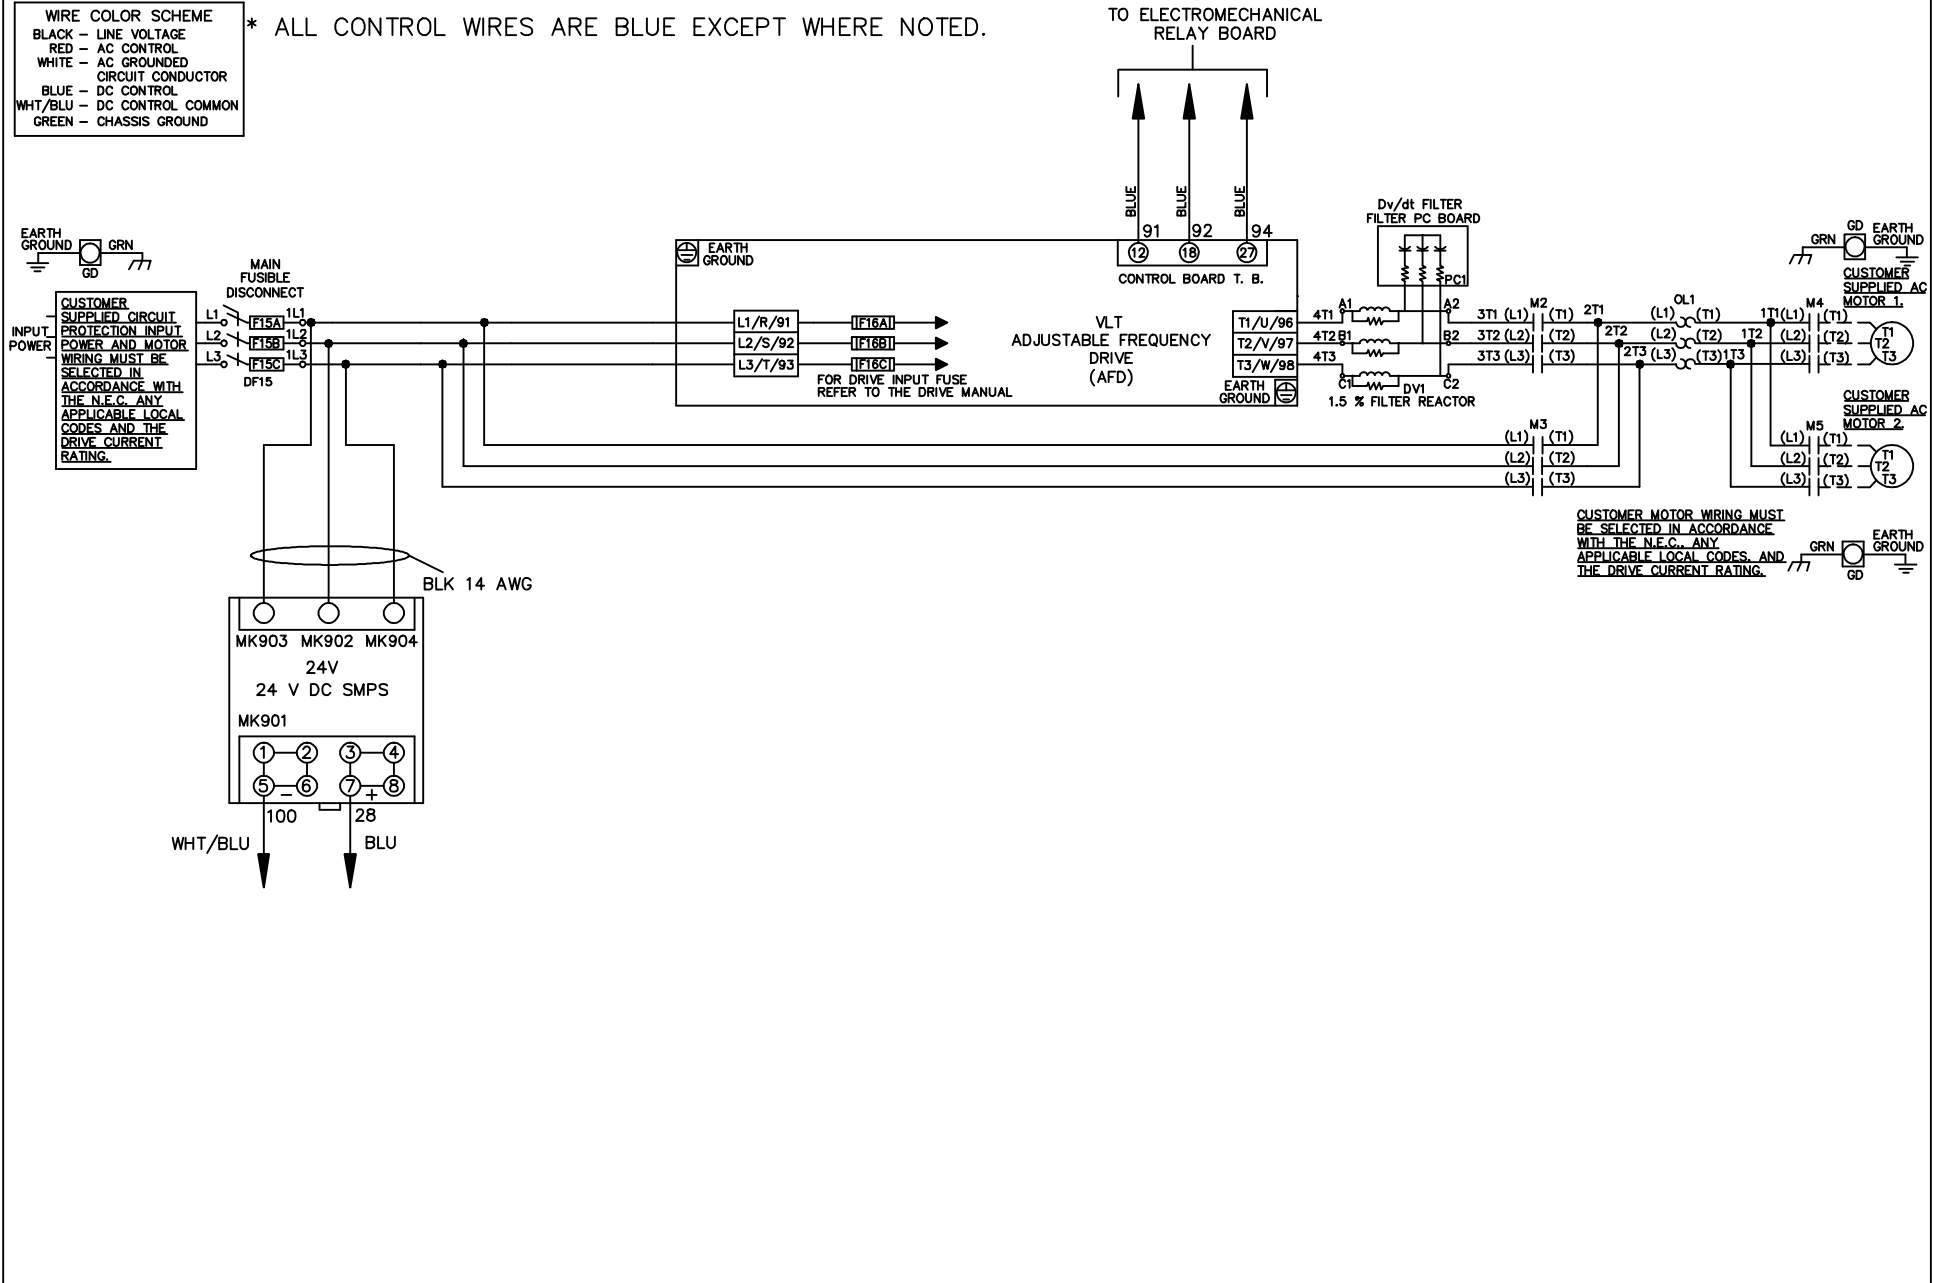 WIRE COLOR SCHEME
BLACK – LINE VOLTAGE
RED – AC CONTROL
WHITE – AC GROUNDED
CIRCUIT CONDUCTOR
BLUE – DC CONTROL
WHT/BLU – DC CONTROL COMMON
GREEN – CHASSIS GROUND
* ALL CONTROL WIRES ARE BLUE EXCEPT WHERE NOTED.
TO ELECTROMECHANICAL
RELAY BOARD
BLUE
BLUE
BLUE
91 92 94
12 18 27
CONTROL BOARD T. B.
EARTH
GROUND
GRN
GD
MAIN
FUSIBLE
DISCONNECT
INPUT
POWER
CUSTOMER
SUPPLIED CIRCUIT
PROTECTION INPUT
POWER AND MOTOR
WIRING MUST BE
SELECTED IN
ACCORDANCE WITH
THE N.E.C. ANY
APPLICABLE LOCAL
CODES AND THE
DRIVE CURRENT
RATING.
L1 F15A 1L1
L2 F15B 1L2
L3 F15C 1L3
DF15
EARTH
GROUND
L1/R/91
L2/S/92
L3/T/93
F16A
F16B
F16C
FOR DRIVE INPUT FUSE
REFER TO THE DRIVE MANUAL
VLT
ADJUSTABLE FREQUENCY
DRIVE
(AFD)
T1/U/96
T2/V/97
T3/W/98
EARTH
GROUND
Dv/dt FILTER
FILTER PC BOARD
PC1
4T1 A1 A2
4T2 B1 B2
4T3
C1 C2
DV1
1.5 % FILTER REACTOR
M2
3T1 (L1) (T1) 2T1
3T2 (L2) (T2) 2T2
3T3 (L3) (T3) 2T3
OL1
(L1) (T1) 1T1
(L2) (T2) 1T2
(L3) (T3) 1T3
M4
(L1) (T1)
(L2) (T2)
(L3) (T3)
T1
T2
T3
GD
GRN
EARTH
GROUND
CUSTOMER
SUPPLIED AC
MOTOR 1.
M3
(L1) (T1)
(L2) (T2)
(L3) (T3)
CUSTOMER
SUPPLIED AC
MOTOR 2.
M5
(L1) (T1)
(L2) (T2)
(L3) (T3)
T1
T2
T3
CUSTOMER MOTOR WIRING MUST
BE SELECTED IN ACCORDANCE
WITH THE N.E.C., ANY
APPLICABLE LOCAL CODES, AND
THE DRIVE CURRENT RATING.
GRN
GD
EARTH
GROUND
BLK 14 AWG
MK903 MK902 MK904
24V
24 V DC SMPS
MK901
1 2 3 4
5 – 6 7 + 8
100 28
WHT/BLU BLU